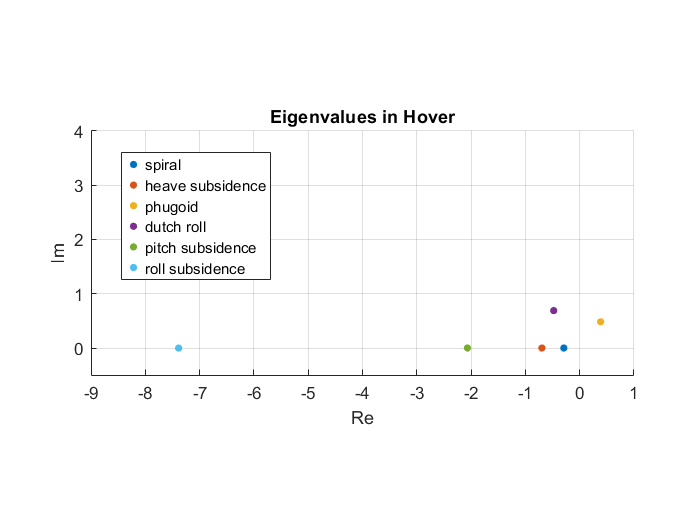 Eigenvalues in Hover
4
3
2
1
0
Im
spiral
heave subsidence
phugoid
dutch roll
pitch subsidence
roll subsidence
-9 -8 -7 -6 -5 -4 -3 -2 -1 0 1
Re